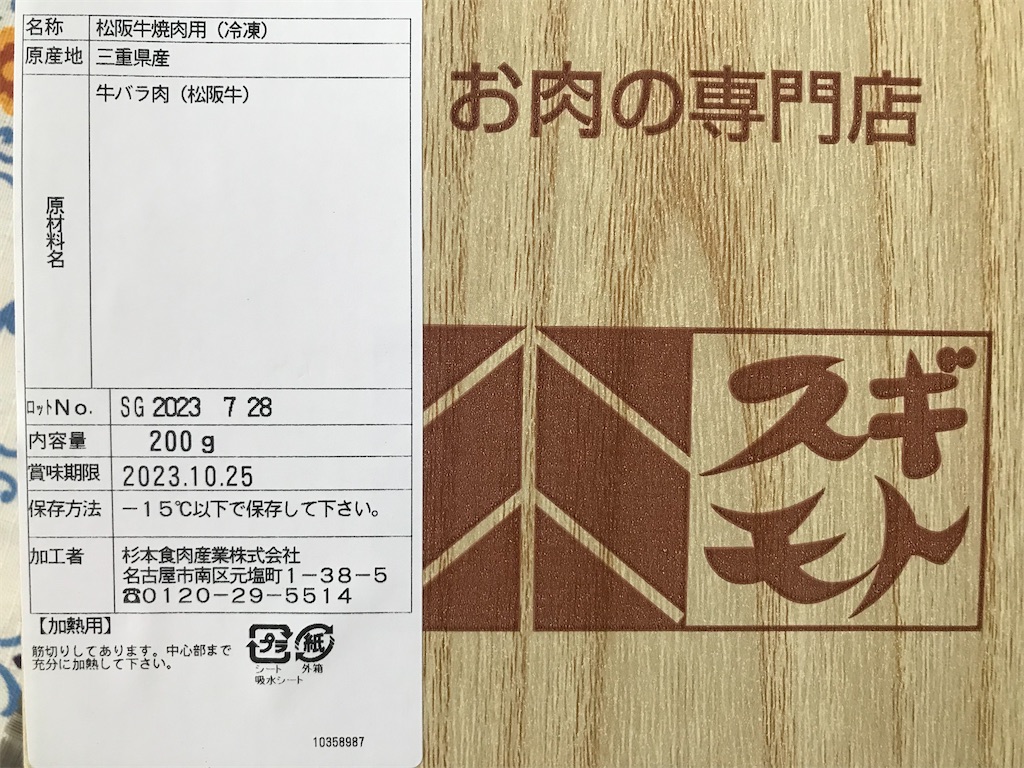 名称 松阪牛焼肉用（冷凍）
原産地 三重県産
原材料名 牛バラ肉（松阪牛）
ﾛｯﾄＮｏ. SG 2023 7 28
内容量 200g
賞味期限 2023.10.25
保存方法 －１５℃以下で保存して下さい。
加工者 杉本食肉産業株式会社
名古屋市南区元塩町１－３８－５
☎０１２０－２９－５５１４
【加熱用】
筋切りしてあります。中心部まで
充分に加熱して下さい。
プラ 紙
シート 外箱
吸水シート
10358987
お肉の専門店
スギ
モト